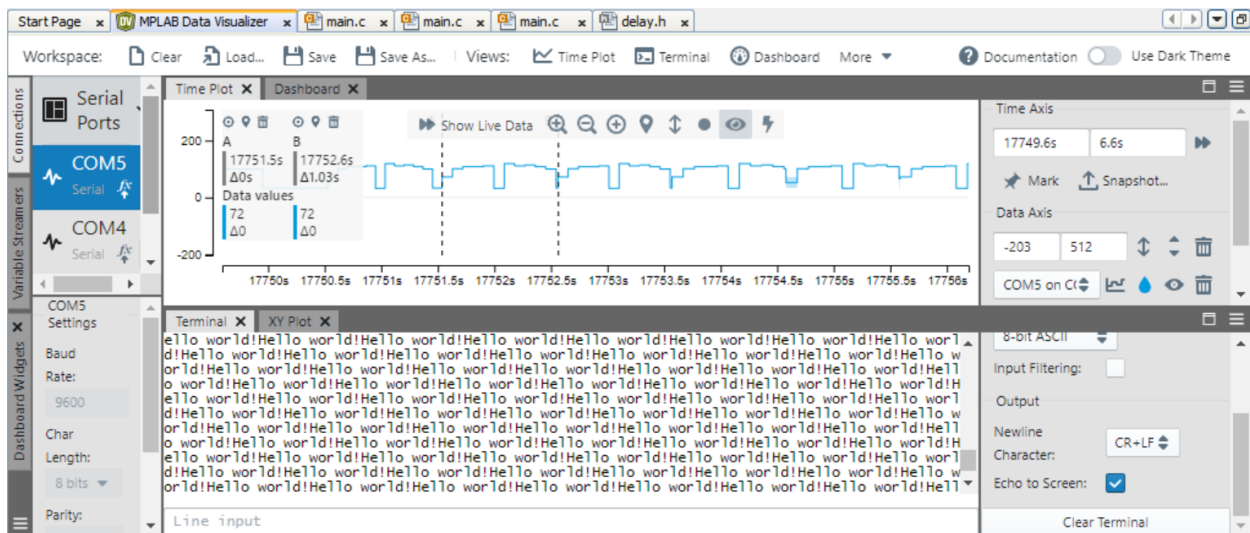 Start Page MPLAB Data Visualizer main.c main.c main.c delay.h
Workspace: Clear Load... Save Save As... Views: Time Plot Terminal Dashboard More Documentation Use Dark Theme
Connections
Variable Streamers
Dashboard Widgets
Serial Ports
COM5
Serial fx
COM4
Serial fx
COM5
Settings
Baud
Rate:
9600
Char
Length:
8 bits
Parity:
Time Plot Dashboard
Show Live Data
A B
17751.5s 17752.6s
Δ0s Δ1.03s
Data values
72 72
Δ0 Δ0
200
0
-200
17750s 17750.5s 17751s 17751.5s 17752s 17752.5s 17753s 17753.5s 17754s 17754.5s 17755s 17755.5s 17756s
Time Axis
17749.6s 6.6s
Mark Snapshot...
Data Axis
-203 512
COM5 on C
Terminal XY Plot
ello world!Hello world!Hello world!Hello world!Hello world!Hello world!Hello world!Hello worl
d!Hello world!Hello world!Hello world!Hello world!Hello world!Hello world!Hello world!Hello w
orld!Hello world!Hello world!Hello world!Hello world!Hello world!Hello world!Hello world!Hell
o world!Hello world!Hello world!Hello world!Hello world!Hello world!Hello world!Hello world!H
ello world!Hello world!Hello world!Hello world!Hello world!Hello world!Hello world!Hello worl
d!Hello world!Hello world!Hello world!Hello world!Hello world!Hello world!Hello world!Hello w
orld!Hello world!Hello world!Hello world!Hello world!Hello world!Hello world!Hello world!Hell
o world!Hello world!Hello world!Hello world!Hello world!Hello world!Hello world!Hello world!H
ello world!Hello world!Hello world!Hello world!Hello world!Hello world!Hello world!Hello worl
d!Hello world!Hello world!Hello world!Hello world!Hello world!Hello world!Hello world!Hello w
orld!Hello world!Hello world!Hello world!Hello world!Hello world!Hello world!Hello world!Hell
Line input
8-bit ASCII
Input Filtering:
Output
Newline
Character:
CR+LF
Echo to Screen:
Clear Terminal